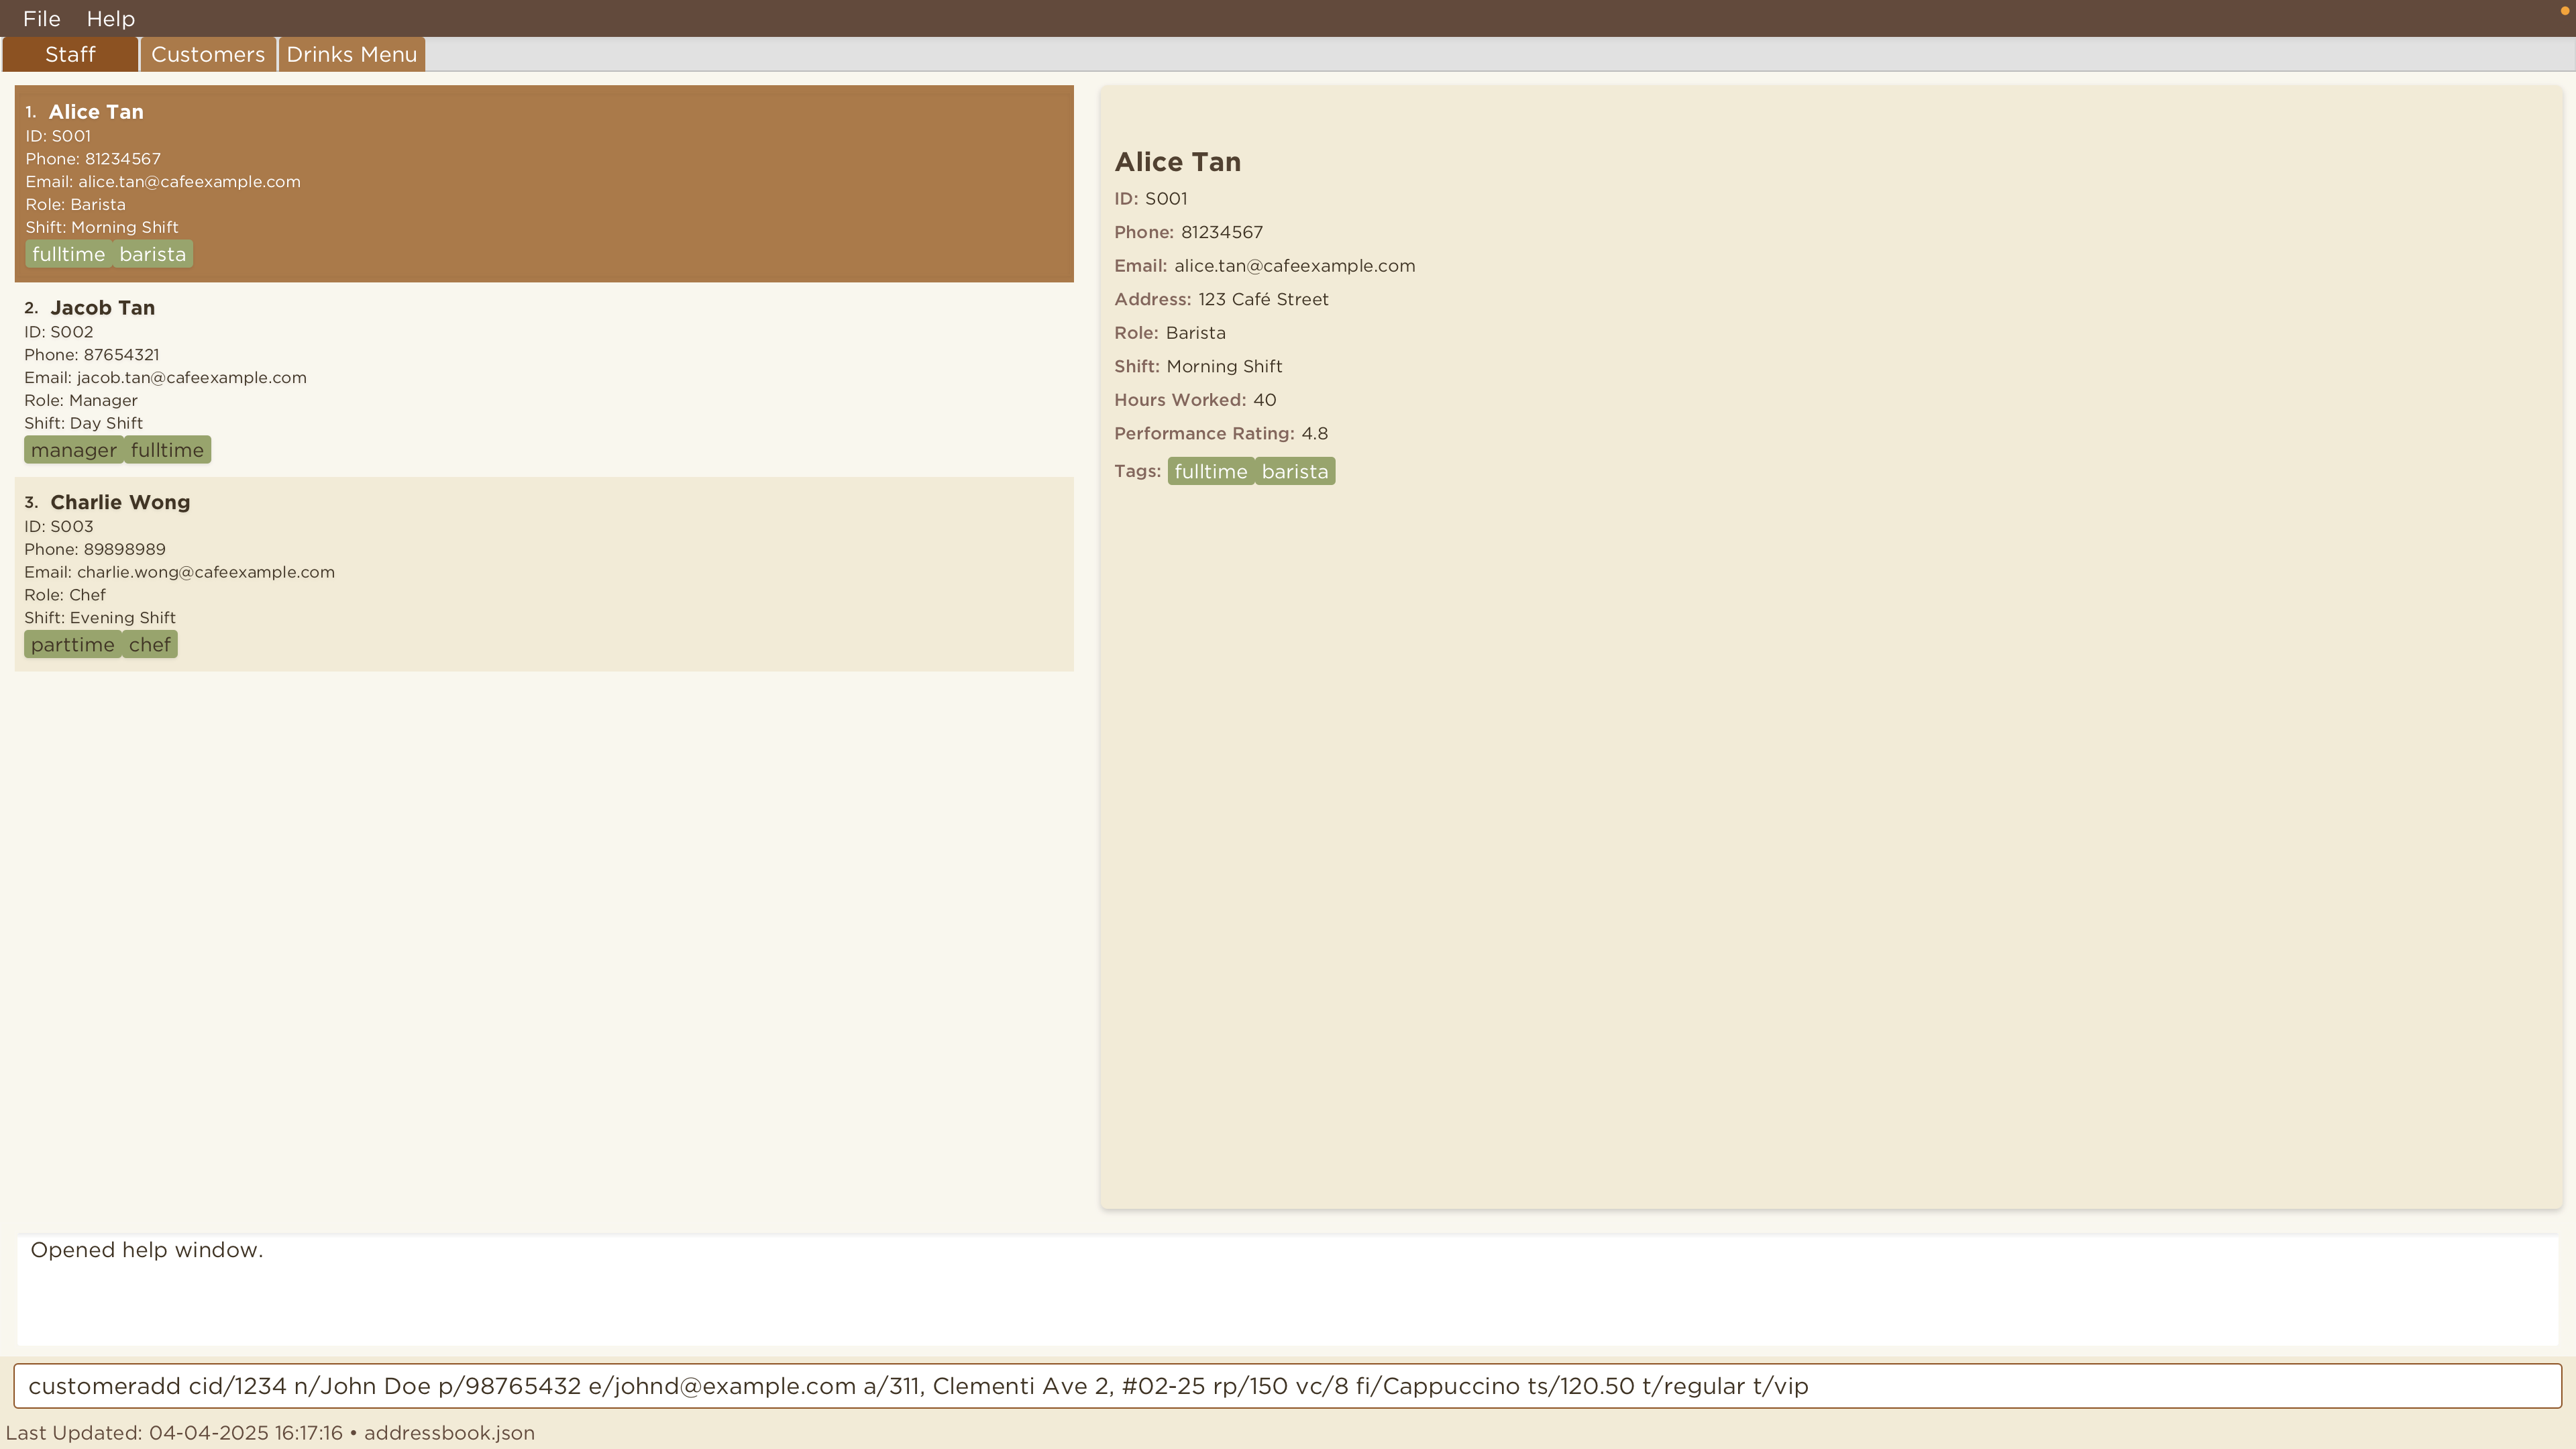 File Help
Staff Customers Drinks Menu
1. Alice Tan
ID: S001
Phone: 81234567
Email: alice.tan@cafeexample.com
Role: Barista
Shift: Morning Shift
fulltime barista
2. Jacob Tan
ID: S002
Phone: 87654321
Email: jacob.tan@cafeexample.com
Role: Manager
Shift: Day Shift
manager fulltime
3. Charlie Wong
ID: S003
Phone: 89898989
Email: charlie.wong@cafeexample.com
Role: Chef
Shift: Evening Shift
parttime chef
Alice Tan
ID: S001
Phone: 81234567
Email: alice.tan@cafeexample.com
Address: 123 Café Street
Role: Barista
Shift: Morning Shift
Hours Worked: 40
Performance Rating: 4.8
Tags: fulltime barista
Opened help window.
customeradd cid/1234 n/John Doe p/98765432 e/johnd@example.com a/311, Clementi Ave 2, #02-25 rp/150 vc/8 fi/Cappuccino ts/120.50 t/regular t/vip
Last Updated: 04-04-2025 16:17:16 • addressbook.json